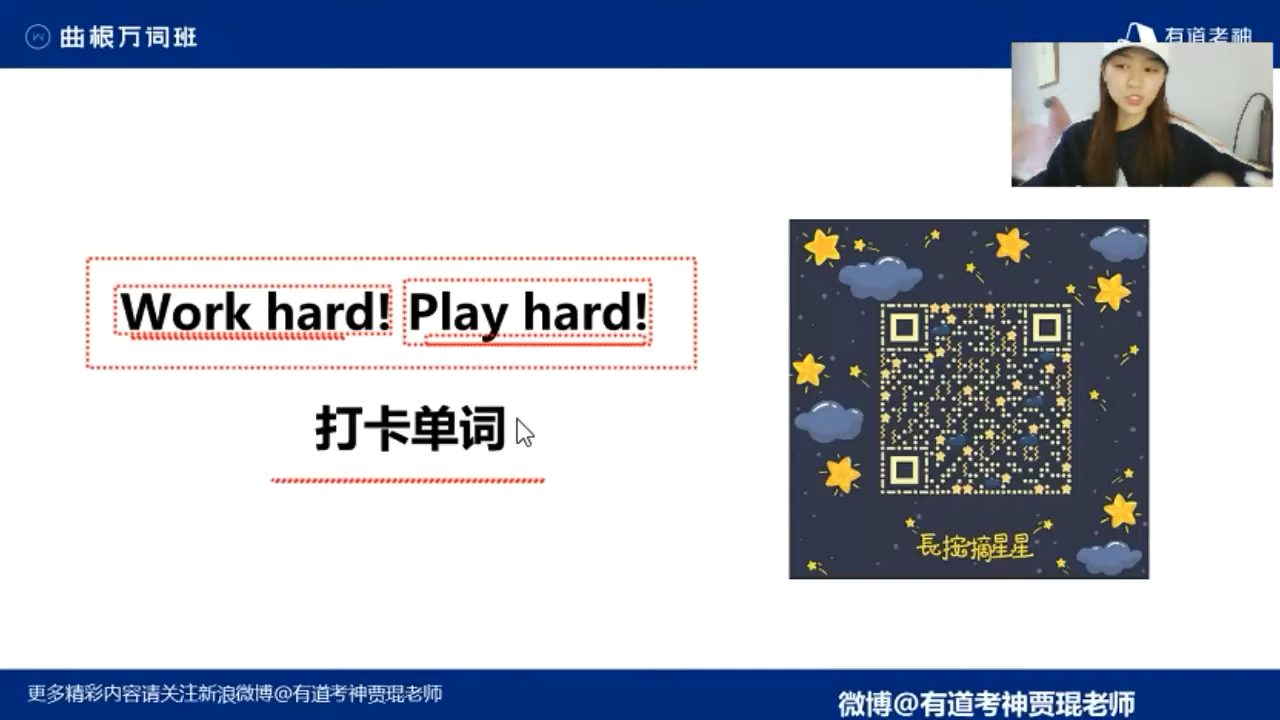 曲根万词班
有道考神
Work hard! Play hard!
打卡单词
長按摘星星
更多精彩内容请关注新浪微博@有道考神贾琨老师
微博@有道考神贾琨老师